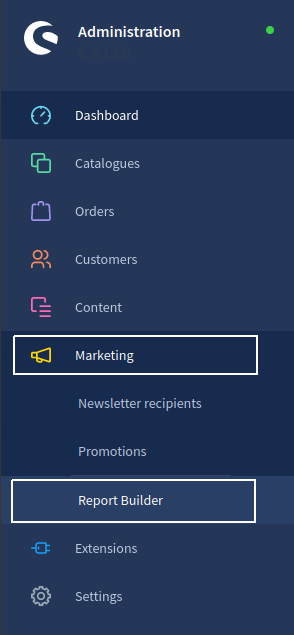 Administration
Dashboard
Catalogues
Orders
Customers
Content
Marketing
Newsletter recipients
Promotions
Report Builder
Extensions
Settings